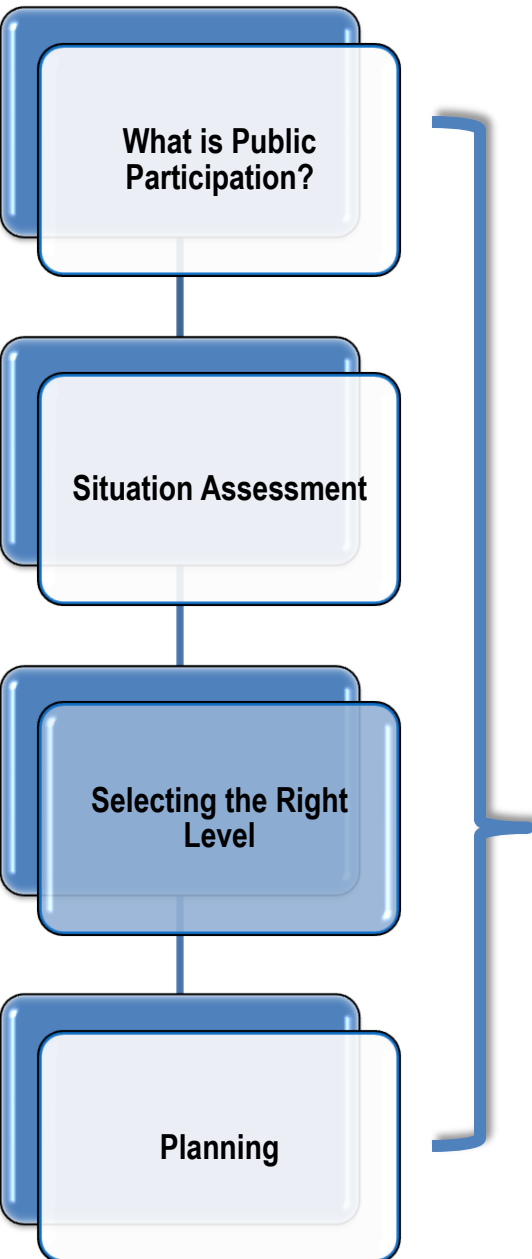 What is Public
Participation?
Situation Assessment
Selecting the Right
Level
Planning